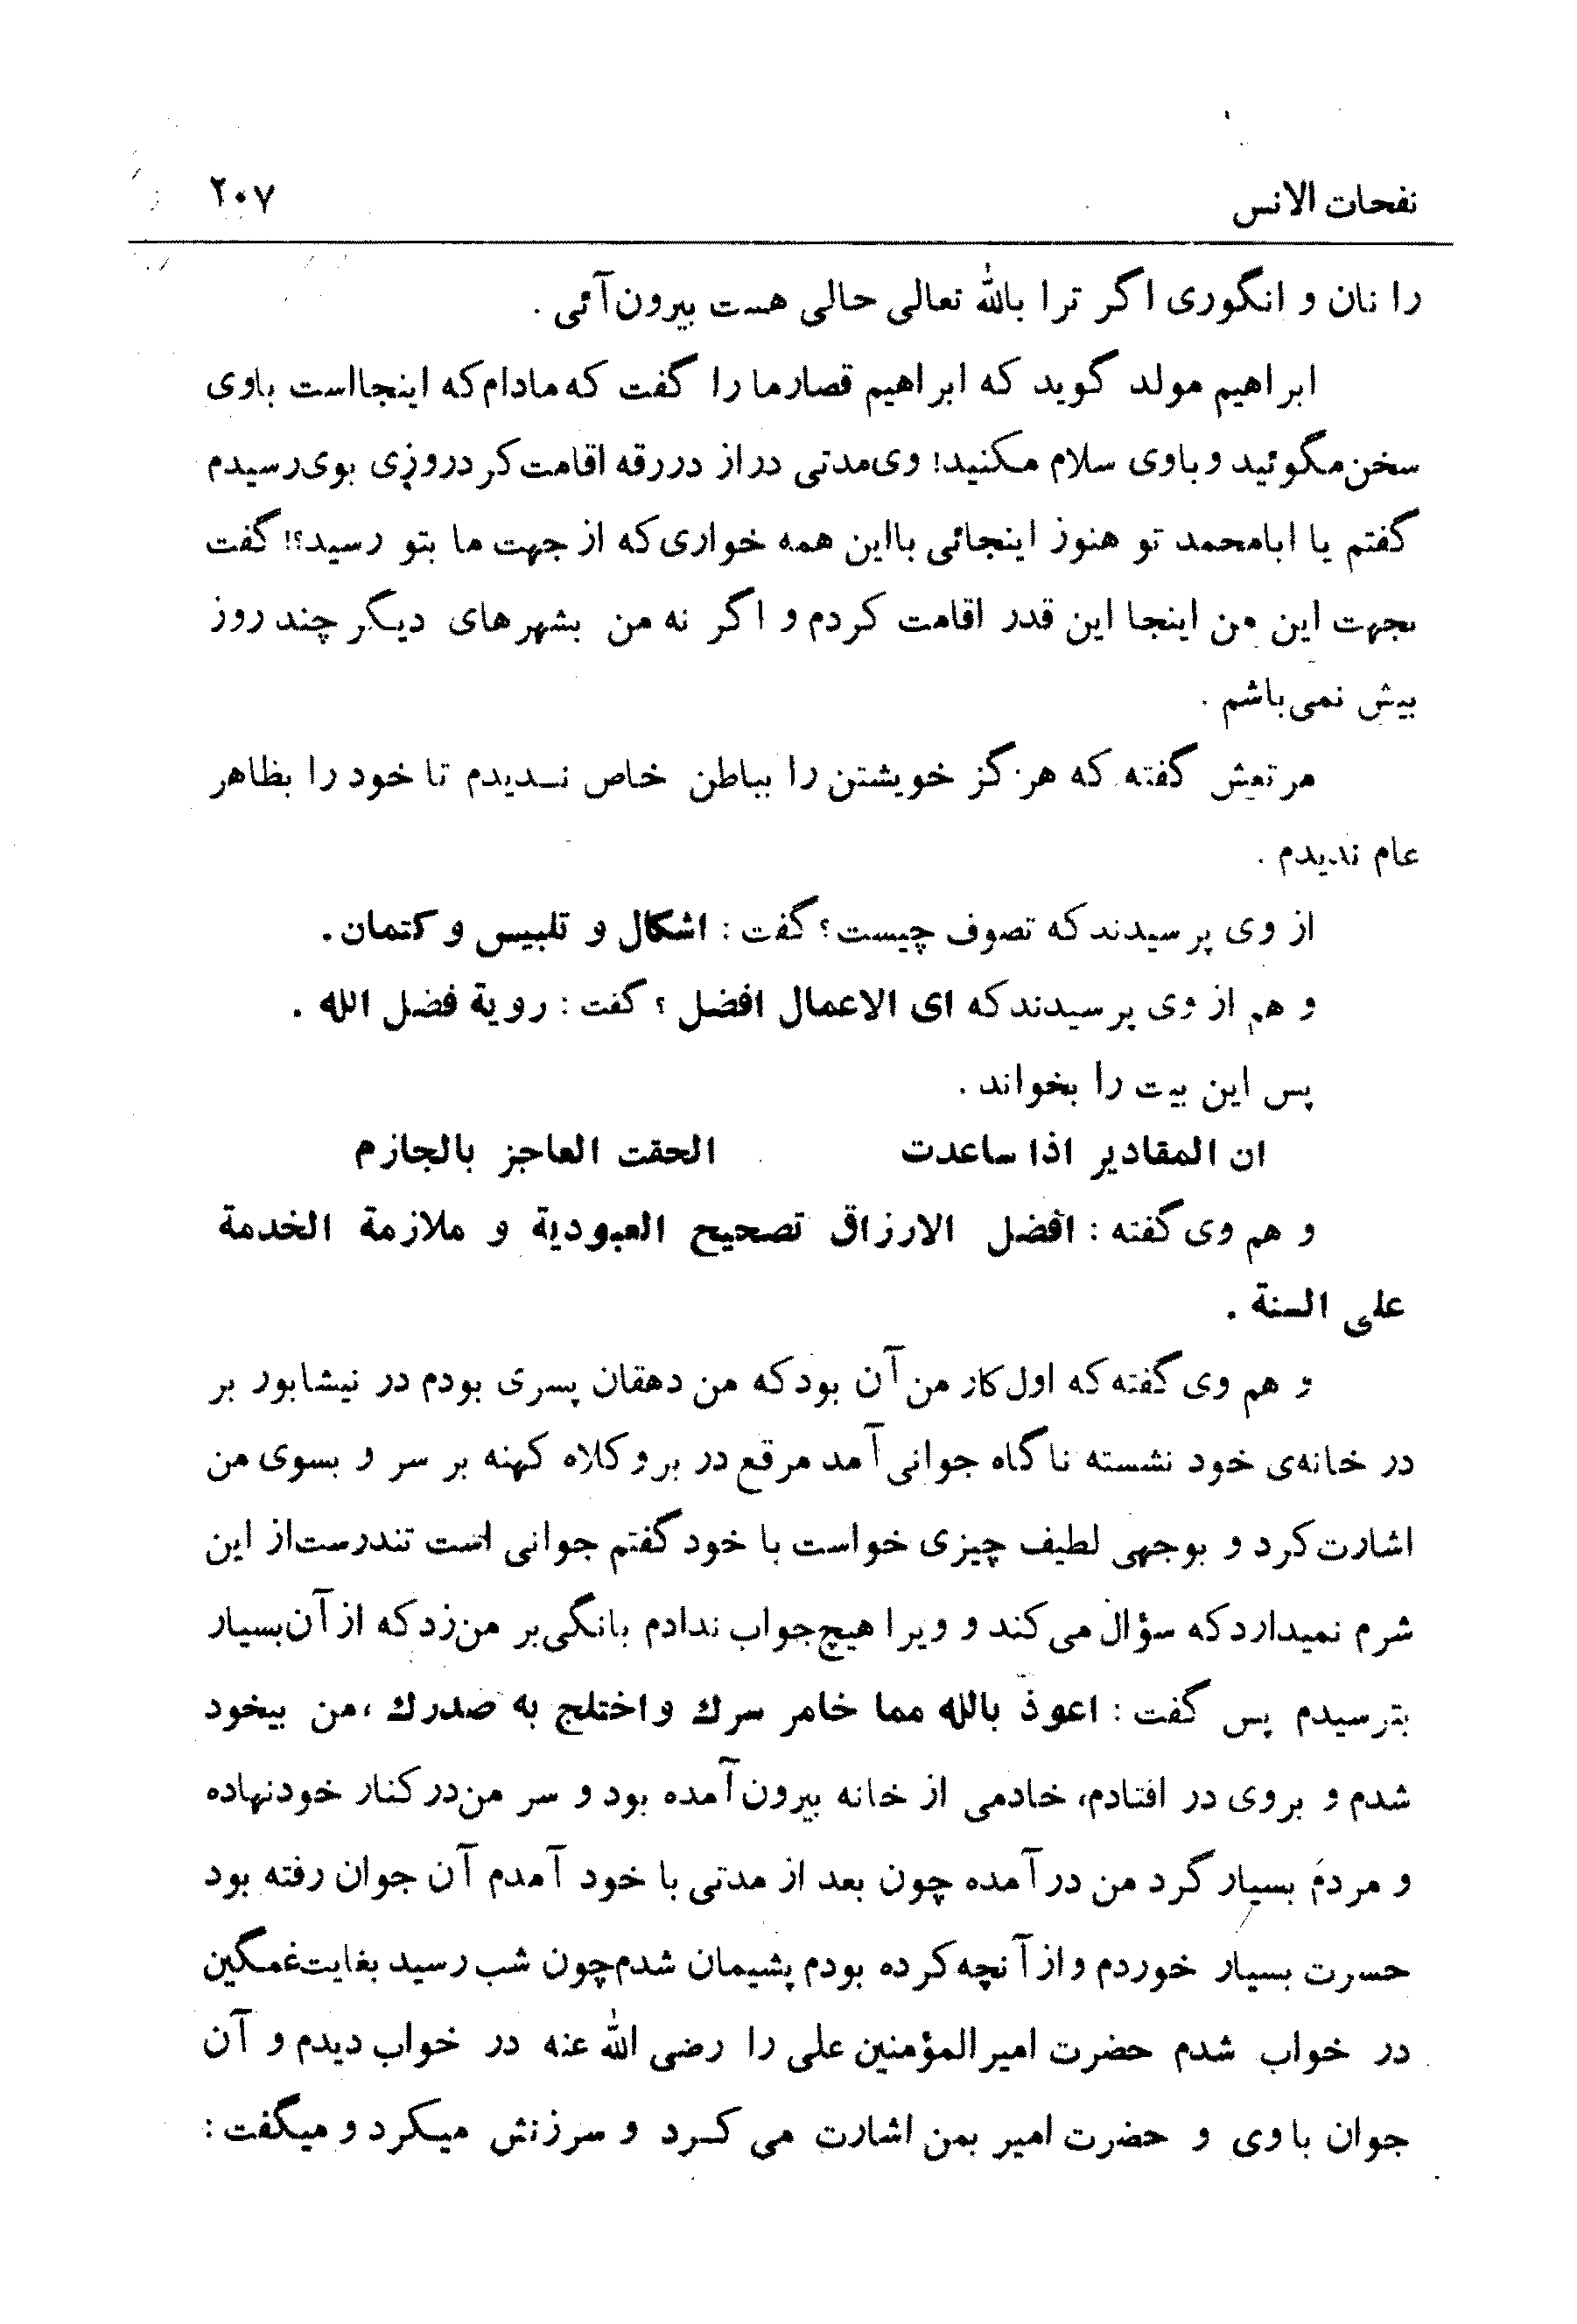 نفحات الانس ۲۰۷
را نان و انگوری اگر ترا بالله تعالی حالی هست بیرون‌آئی .
ابراهیم مولد گوید که ابراهیم قصارما را گفت که مادام‌که اینجااست باوی
سخن‌مگوئید و باوی سلام مکنید! وی‌مدتی دراز دررقه اقامت‌کردروزی بوی‌رسیدم
گفتم یا ابامحمد تو هنوز اینجائی بااین همه خواری‌که از جهت ما بتو رسید؟! گفت
بجهت این من اینجا این قدر اقامت کردم و اگر نه من بشهرهای دیگر چند روز
بیش نمی‌باشم .
مرتعش گفته که هرگز خویشتن را بباطن خاص ندیدم تا خود را بظاهر
عام ندیدم .
از وی پرسیدند که تصوف چیست؟ گفت : اشکال و تلبیس و کتمان.
و هم از وی پرسیدند که ای الاعمال افضل ؟ گفت : رویة فضل الله .
پس این بیت را بخواند .
ان المقادیر اذا ساعدت الحقت العاجز بالجازم
و هم وی گفته : افضل الارزاق تصحیح العبودیة و ملازمة الخدمة
علی السنة .
و هم وی گفته که اول کار من آن بود که من دهقان پسری بودم در نیشابور بر
در خانه‌ی خود نشسته ناگاه جوانی آمد مرقع در بر و کلاه کهنه بر سر و بسوی من
اشارت کرد و بوجهی لطیف چیزی خواست با خود گفتم جوانی است تندرست‌از این
شرم نمیدارد که سؤال می‌کند و ویرا هیچ‌جواب ندادم بانگی‌بر من‌زد که از آن‌بسیار
بترسیدم پس گفت : اعوذ بالله مما خامر سرك و اختلج به صدرك ،من بیخود
شدم و بروی در افتادم، خادمی از خانه بیرون آمده بود و سر من‌در کنار خودنهاده
و مردم بسیار گرد من در آمده چون بعد از مدتی با خود آمدم آن جوان رفته بود
حسرت بسیار خوردم و از آنچه کرده بودم پشیمان شدم‌چون شب رسید بغایت‌غمگین
در خواب شدم حضرت امیرالمؤمنین علی را رضی الله عنه در خواب دیدم و آن
جوان با وی و حضرت امیر بمن اشارت می کرد و سرزنش میکرد و میگفت :